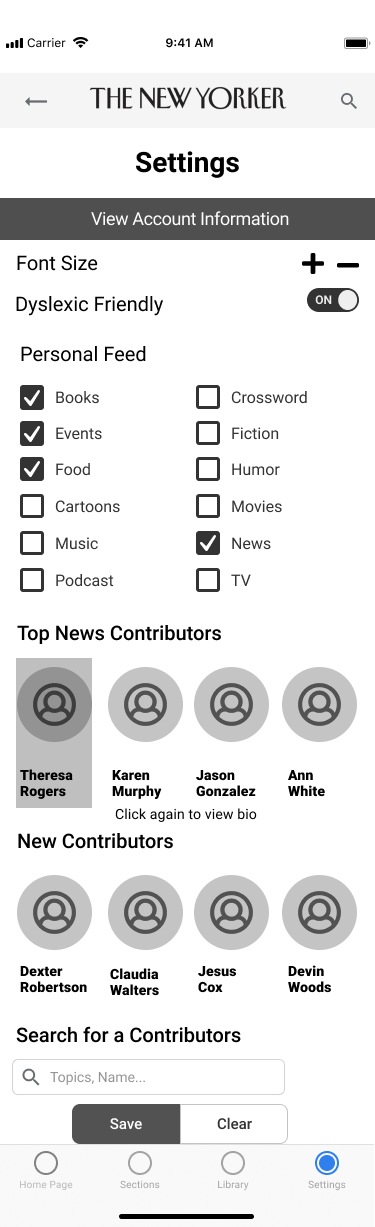 Carrier 9:41 AM
THE NEW YORKER
Settings
View Account Information
Font Size
Dyslexic Friendly ON
Personal Feed
Books Crossword
Events Fiction
Food Humor
Cartoons Movies
Music News
Podcast TV
Top News Contributors
Theresa Karen Jason Ann
Rogers Murphy Gonzalez White
Click again to view bio
New Contributors
Dexter Claudia Jesus Devin
Robertson Walters Cox Woods
Search for a Contributors
Topics, Name...
Save Clear
Home Page Sections Library Settings